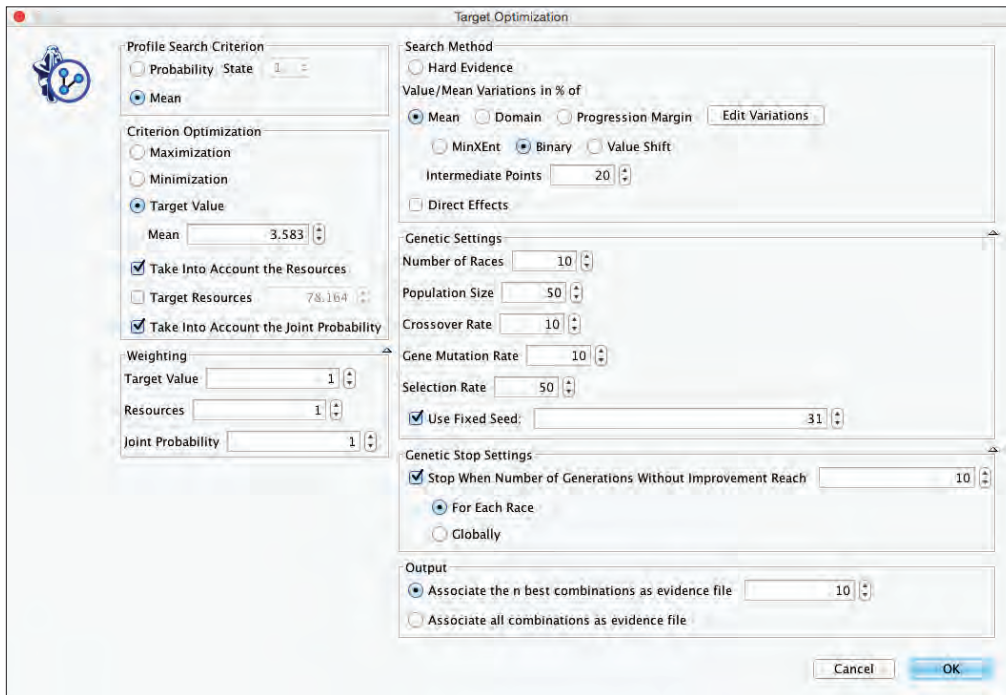 Target Optimization
Profile Search Criterion
Probability State 1
Mean
Criterion Optimization
Maximization
Minimization
Target Value
Mean 3.583
Take Into Account the Resources
Target Resources 78.164
Take Into Account the Joint Probability
Weighting
Target Value 1
Resources 1
Joint Probability 1
Search Method
Hard Evidence
Value/Mean Variations in % of
Mean Domain Progression Margin Edit Variations
MinXEnt Binary Value Shift
Intermediate Points 20
Direct Effects
Genetic Settings
Number of Races 10
Population Size 50
Crossover Rate 10
Gene Mutation Rate 10
Selection Rate 50
Use Fixed Seed: 31
Genetic Stop Settings
Stop When Number of Generations Without Improvement Reach 10
For Each Race
Globally
Output
Associate the n best combinations as evidence file 10
Associate all combinations as evidence file
Cancel OK